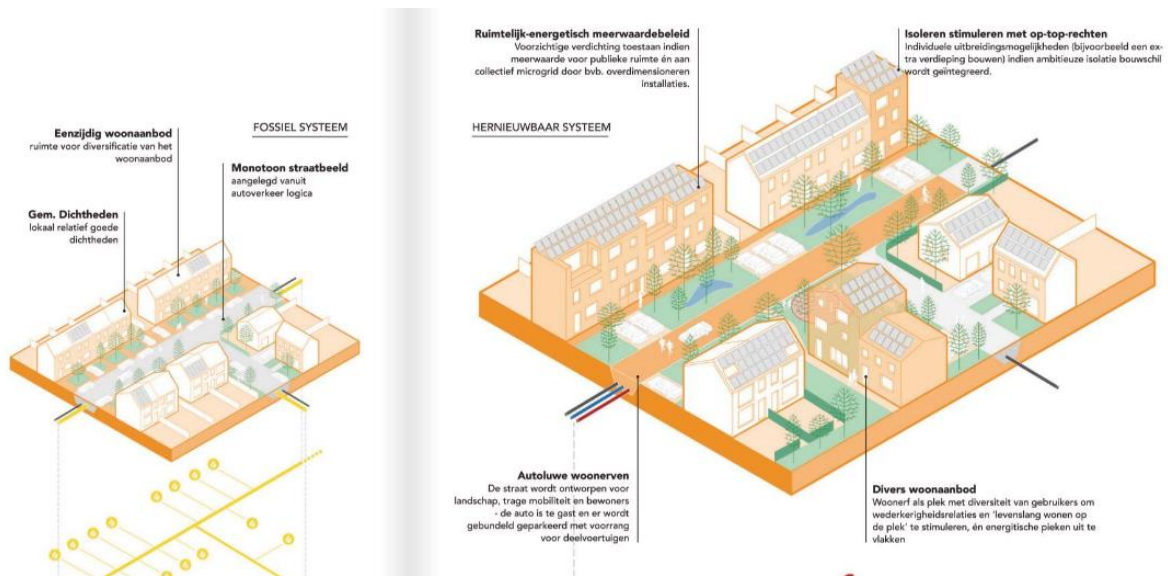 FOSSIEL SYSTEEM
Eenzijdig woonaanbod
ruimte voor diversificatie van het
woonaanbod
Monotoon straatbeeld
aangelegd vanuit
autoverkeer logica
Gem. Dichtheden
lokaal relatief goede
dichtheden
HERNIEUWBAAR SYSTEEM
Ruimtelijk-energetisch meerwaardebeleid
Voorzichtige verdichting toestaan indien
meerwaarde voor publieke ruimte én aan
collectief microgrid door bvb. overdimensioneren
installaties.
Isoleren stimuleren met op-top-rechten
Individuele uitbreidingsmogelijkheden (bijvoorbeeld een ex-
tra verdieping bouwen) indien ambitieuze isolatie bouwschil
wordt geïntegreerd.
Autoluwe woonerven
De straat wordt ontworpen voor
landschap, trage mobiliteit en bewoners
- de auto is te gast en er wordt
gebundeld geparkeerd met voorrang
voor deelvoertuigen
Divers woonaanbod
Woonerf als plek met diversiteit van gebruikers om
wederkerigheidsrelaties en ‘levenslang wonen op
de plek’ te stimuleren, én energitische pieken uit te
vlakken